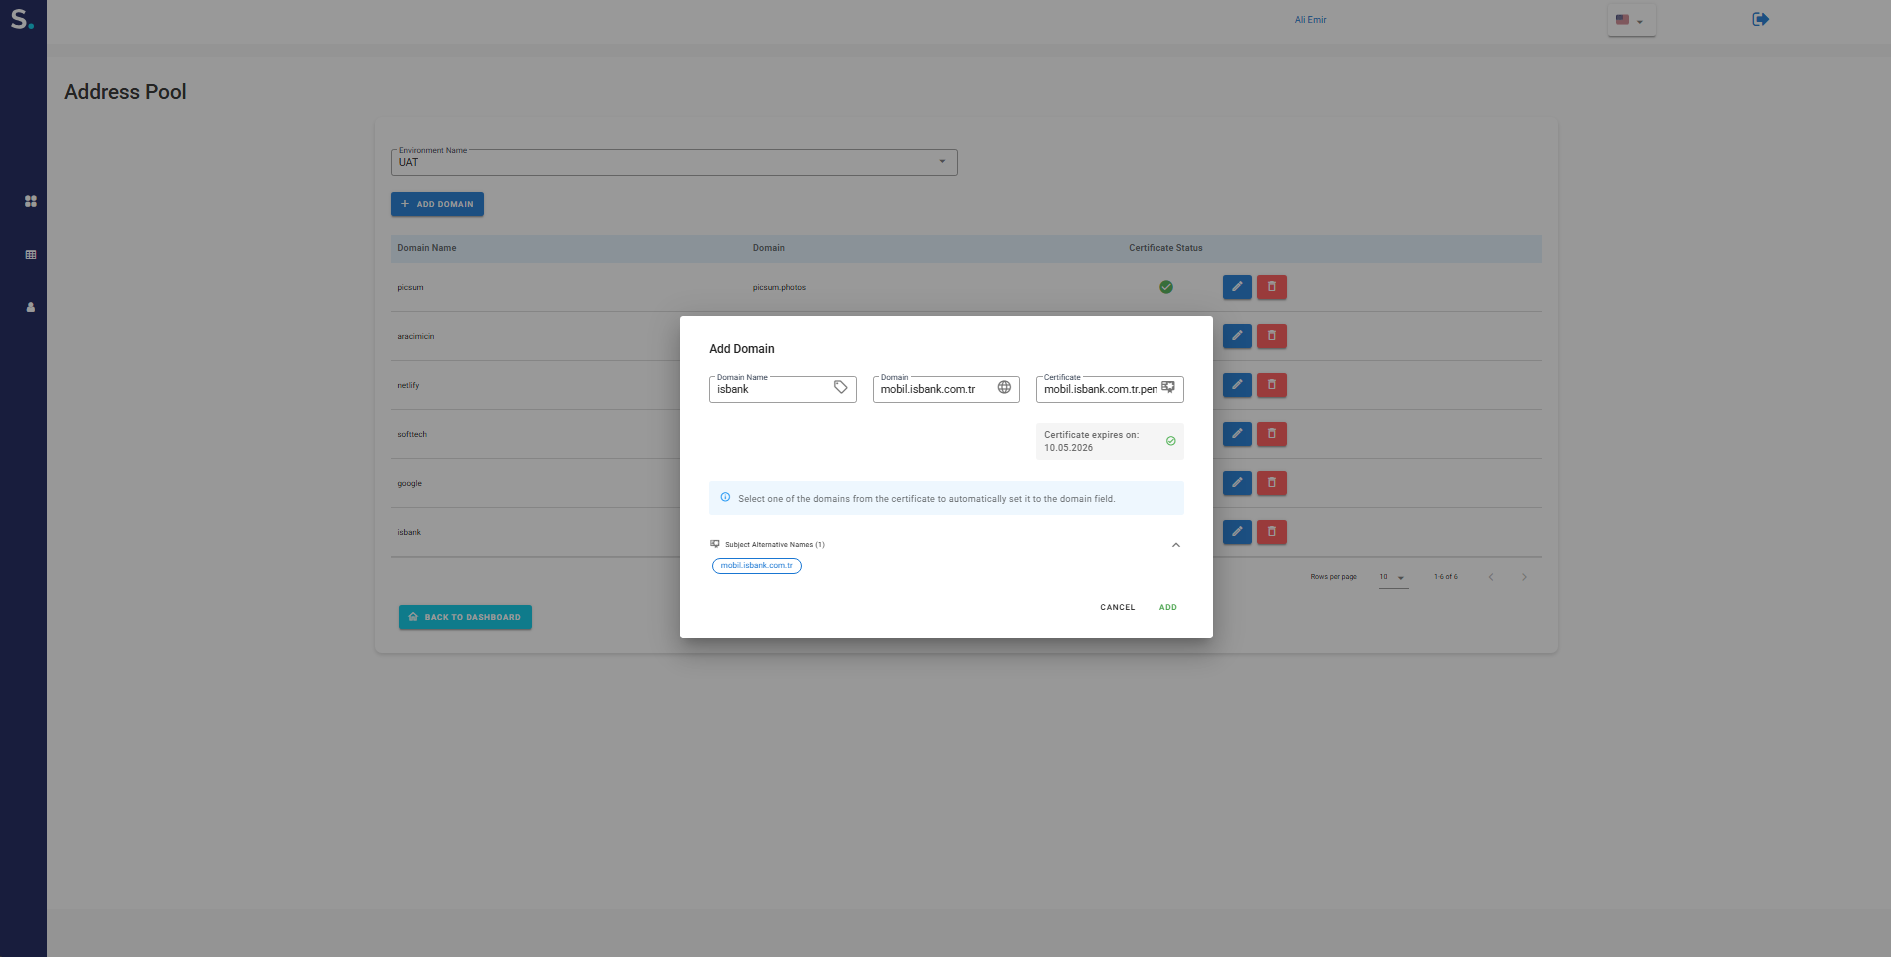 S.
Ali Emir
Address Pool
Environment Name
UAT
+ ADD DOMAIN
Domain Name Domain Certificate Status
picsum picsum.photos
aracimicin
netlify
softtech
google
isbank
Rows per page 10 1-6 of 6
BACK TO DASHBOARD
Add Domain
Domain Name Domain Certificate
isbank mobil.isbank.com.tr mobil.isbank.com.tr.pem
Certificate expires on:
10.05.2026
Select one of the domains from the certificate to automatically set it to the domain field.
Subject Alternative Names (1)
mobil.isbank.com.tr
CANCEL ADD